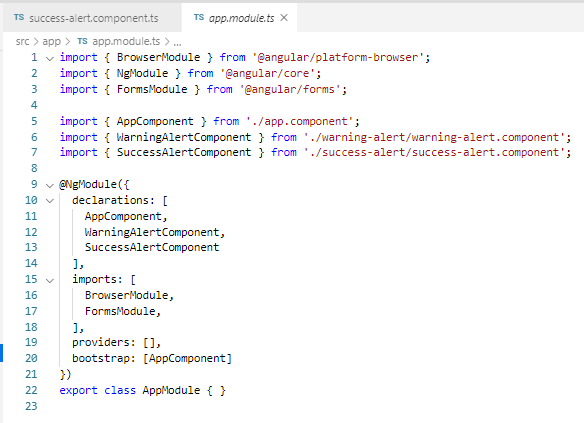 TS success-alert.component.ts TS app.module.ts ×
src > app > TS app.module.ts > ...
1 import { BrowserModule } from '@angular/platform-browser';
2 import { NgModule } from '@angular/core';
3 import { FormsModule } from '@angular/forms';
4
5 import { AppComponent } from './app.component';
6 import { WarningAlertComponent } from './warning-alert/warning-alert.component';
7 import { SuccessAlertComponent } from './success-alert/success-alert.component';
8
9 @NgModule({
10 declarations: [
11 AppComponent,
12 WarningAlertComponent,
13 SuccessAlertComponent
14 ],
15 imports: [
16 BrowserModule,
17 FormsModule,
18 ],
19 providers: [],
20 bootstrap: [AppComponent]
21 })
22 export class AppModule { }
23